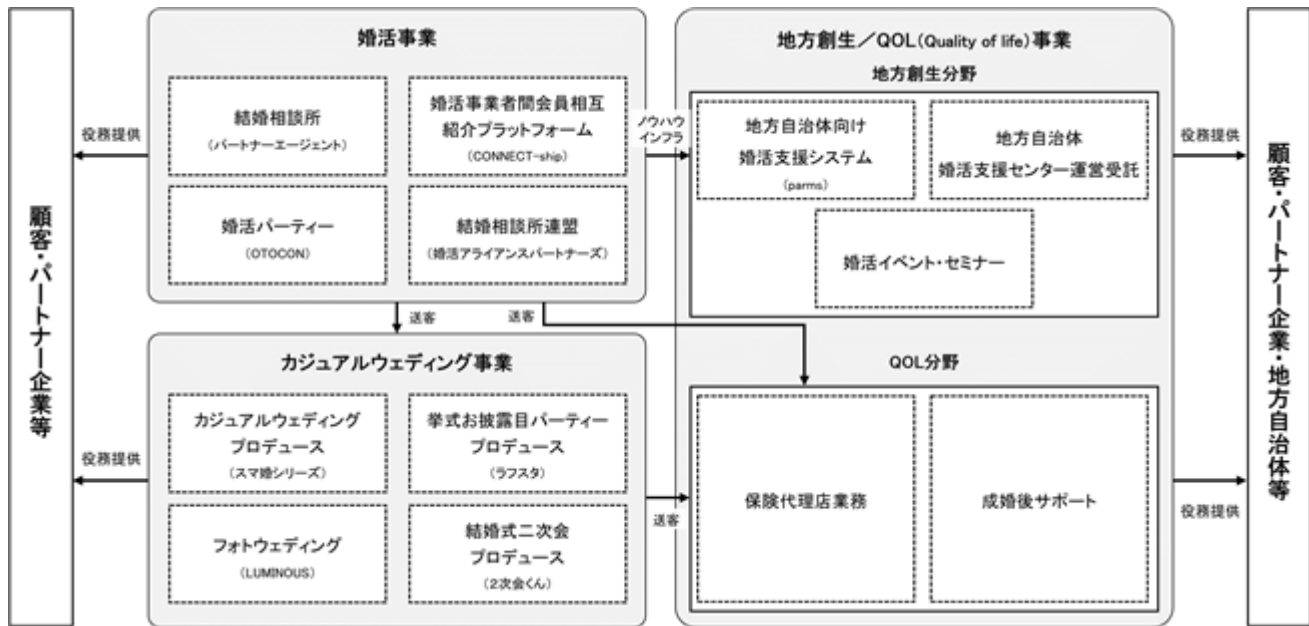 顧客・パートナー企業等
役務提供
役務提供
婚活事業
結婚相談所
(パートナーエージェント)
婚活事業者間会員相互
紹介プラットフォーム
(CONNECT-ship)
婚活パーティー
(OTOCON)
結婚相談所連盟
(婚活アライアンスパートナーズ)
送客
送客
カジュアルウェディング事業
カジュアルウェディング
プロデュース
(スマ婚シリーズ)
挙式お披露目パーティー
プロデュース
(ラフスタ)
フォトウェディング
(LUMINOUS)
結婚式二次会
プロデュース
(2次会くん)
ノウハウ
インフラ
送客
地方創生/QOL(Quality of life)事業
地方創生分野
地方自治体向け
婚活支援システム
(parms)
地方自治体
婚活支援センター運営受託
婚活イベント・セミナー
QOL分野
保険代理店業務
成婚後サポート
役務提供
役務提供
顧客・パートナー企業・地方自治体等